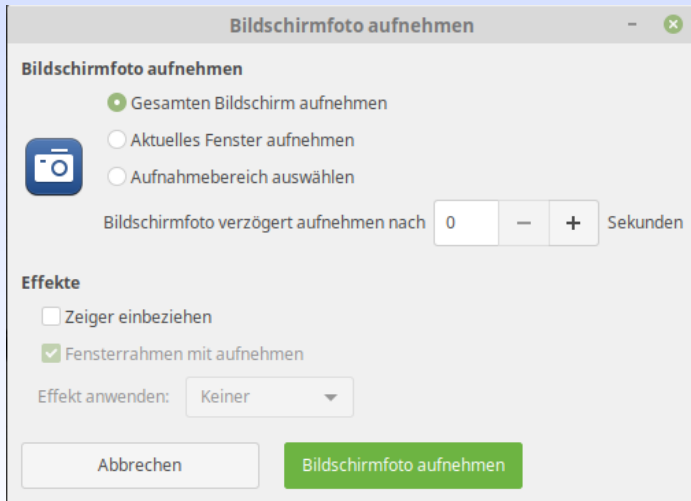 Bildschirmfoto aufnehmen
Bildschirmfoto aufnehmen
Gesamten Bildschirm aufnehmen
Aktuelles Fenster aufnehmen
Aufnahmebereich auswählen
Bildschirmfoto verzögert aufnehmen nach 0 − + Sekunden
Effekte
Zeiger einbeziehen
Fensterrahmen mit aufnehmen
Effekt anwenden: Keiner
Abbrechen Bildschirmfoto aufnehmen